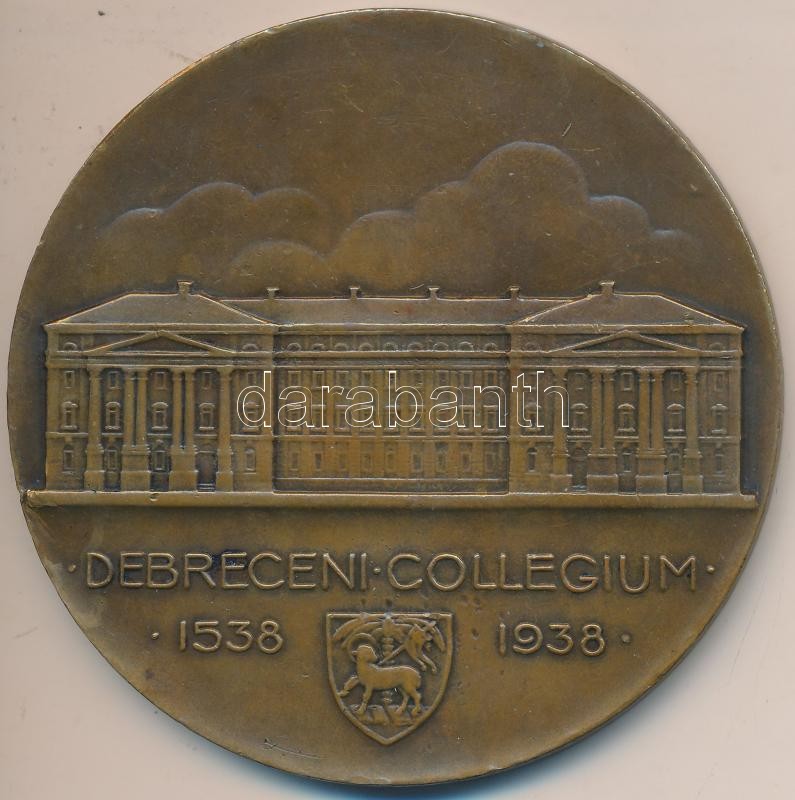 darabanth
·DEBRECENI·COLLEGIUM·
·1538 1938·